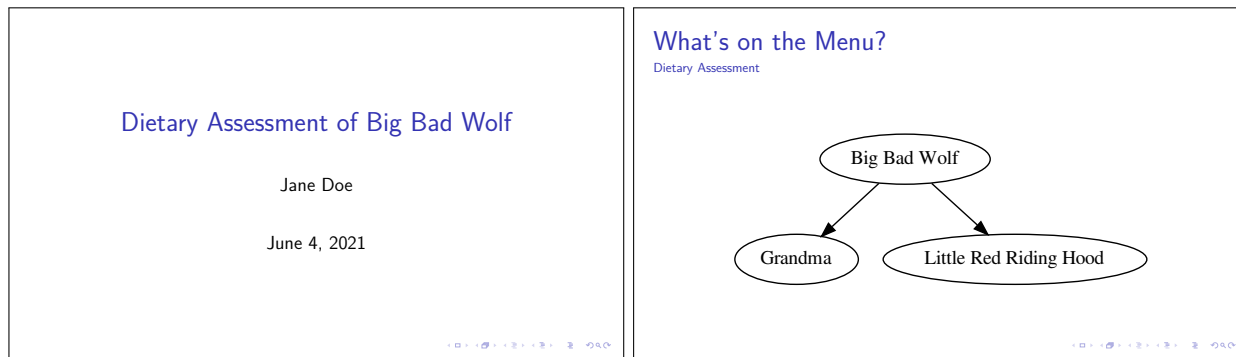 Dietary Assessment of Big Bad Wolf
Jane Doe
June 4, 2021
What's on the Menu?
Dietary Assessment
Big Bad Wolf
Grandma
Little Red Riding Hood